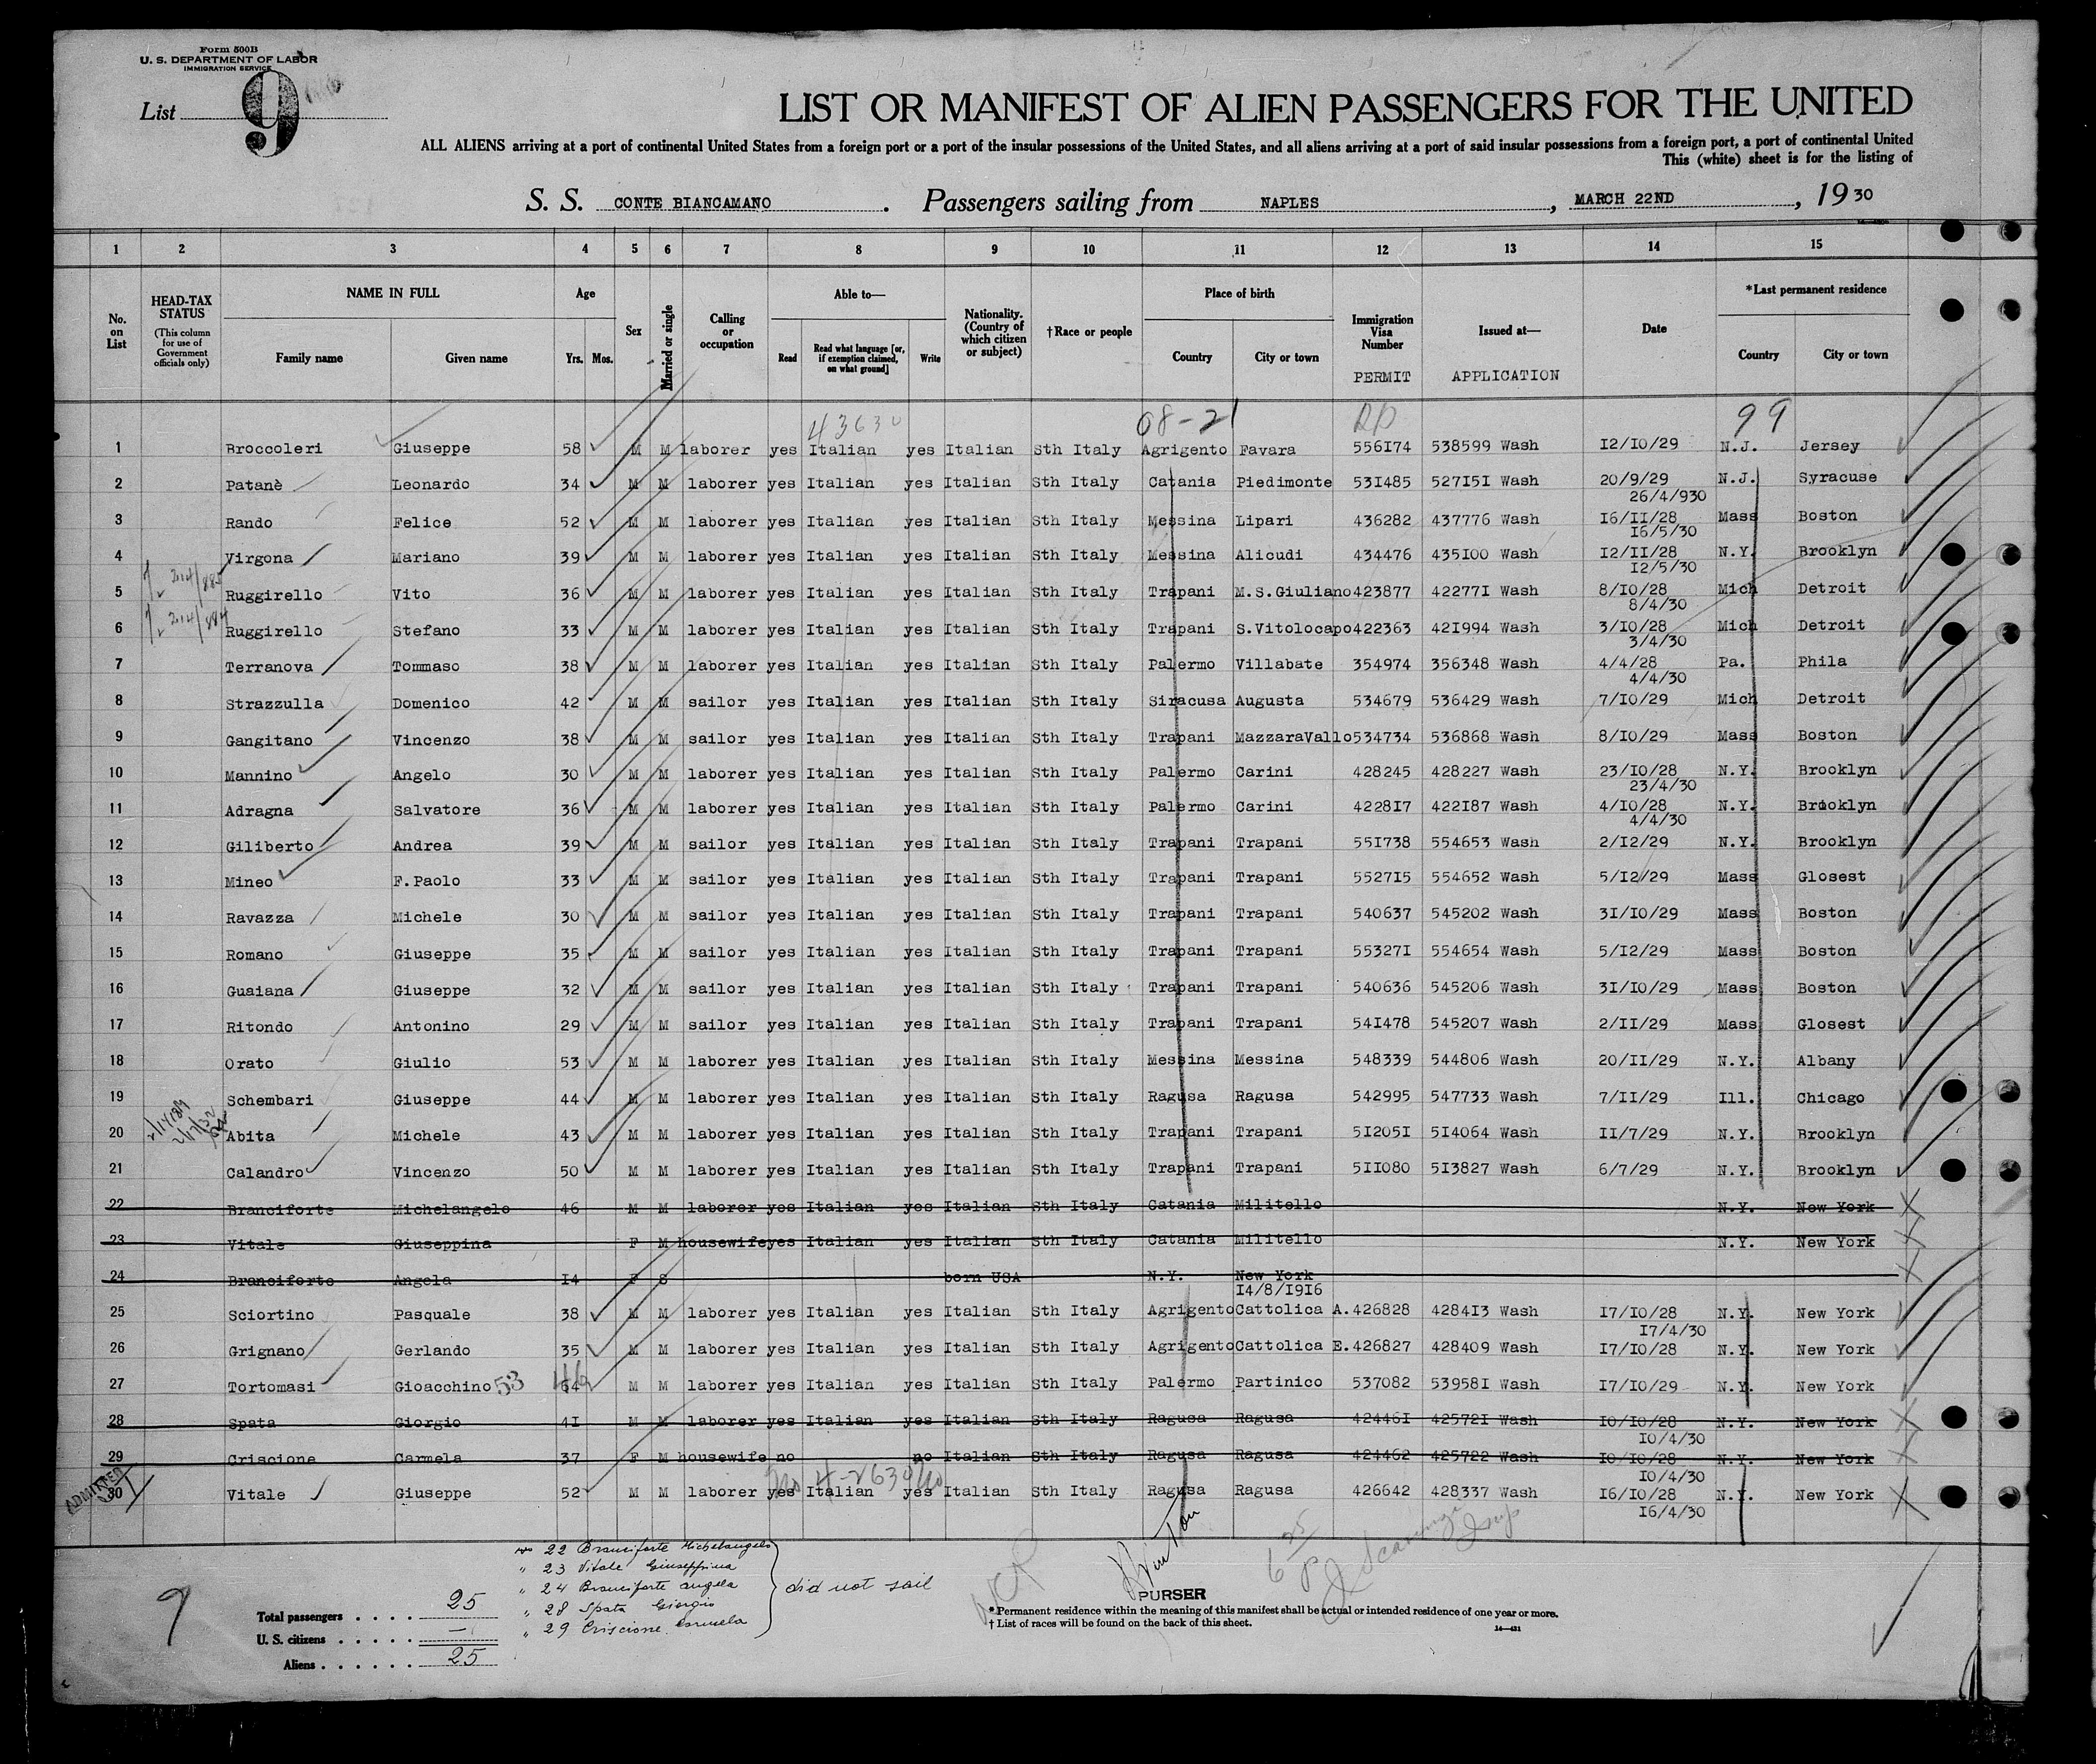 Form 500B
U. S. DEPARTMENT OF LABOR
IMMIGRATION SERVICE
List 9
LIST OR MANIFEST OF ALIEN PASSENGERS FOR THE UNITED
ALL ALIENS arriving at a port of continental United States from a foreign port or a port of the insular possessions of the United States, and all aliens arriving at a port of said insular possessions from a foreign port, a port of continental United
This (white) sheet is for the listing of
S. S. CONTE BIANCAMANO. Passengers sailing from NAPLES, MARCH 22ND, 1930
1 2 3 4 5 6 7 8 9 10 11 12 13 14 15
No. on List
HEAD-TAX STATUS (This column for use of Government officials only)
NAME IN FULL Family name Given name
Age Yrs. Mos.
Sex
Married or single
Calling or occupation
Able to— Read Read what language [or, if exemption claimed, on what ground] Write
Nationality. (Country of which citizen or subject)
†Race or people
Place of birth Country City or town
Immigration Visa Number PERMIT
Issued at— APPLICATION
Date
*Last permanent residence Country City or town
43630 08-21 99
1 Broccoleri Giuseppe 58 M M laborer yes Italian yes Italian Sth Italy Agrigento Favara 556174 538599 Wash 12/10/29 N.J. Jersey
2 Patanè Leonardo 34 M M laborer yes Italian yes Italian Sth Italy Catania Piedimonte 531485 527151 Wash 20/9/29 N.J. Syracuse
26/4/930
3 Rando Felice 52 M M laborer yes Italian yes Italian Sth Italy Messina Lipari 436282 437776 Wash 16/11/28 Mass Boston
16/5/30
4 Virgona Mariano 39 M M laborer yes Italian yes Italian Sth Italy Messina Alicudi 434476 435100 Wash 12/11/28 N.Y. Brooklyn
12/5/30
5 Ruggirello Vito 36 M M laborer yes Italian yes Italian Sth Italy Trapani M.S.Giuliano 423877 422771 Wash 8/10/28 Mich Detroit
8/4/30
6 Ruggirello Stefano 33 M M laborer yes Italian yes Italian Sth Italy Trapani S.Vitolocapo 422363 421994 Wash 3/10/28 Mich Detroit
3/4/30
7 Terranova Tommaso 38 M M laborer yes Italian yes Italian Sth Italy Palermo Villabate 354974 356348 Wash 4/4/28 Pa. Phila
4/4/30
8 Strazzulla Domenico 42 M M sailor yes Italian yes Italian Sth Italy Siracusa Augusta 534679 536429 Wash 7/10/29 Mich Detroit
9 Gangitano Vincenzo 38 M M sailor yes Italian yes Italian Sth Italy Trapani MazzaraVallo 534734 536868 Wash 8/10/29 Mass Boston
10 Mannino Angelo 30 M M laborer yes Italian yes Italian Sth Italy Palermo Carini 428245 428227 Wash 23/10/28 N.Y. Brooklyn
23/4/30
11 Adragna Salvatore 36 M M laborer yes Italian yes Italian Sth Italy Palermo Carini 422817 422187 Wash 4/10/28 N.Y. Brooklyn
4/4/30
12 Giliberto Andrea 39 M M sailor yes Italian yes Italian Sth Italy Trapani Trapani 551738 554653 Wash 2/12/29 N.Y. Brooklyn
13 Mineo F.Paolo 33 M M sailor yes Italian yes Italian Sth Italy Trapani Trapani 552715 554652 Wash 5/12/29 Mass Glosest
14 Ravazza Michele 30 M M sailor yes Italian yes Italian Sth Italy Trapani Trapani 540637 545202 Wash 31/10/29 Mass Boston
15 Romano Giuseppe 35 M M sailor yes Italian yes Italian Sth Italy Trapani Trapani 553271 554654 Wash 5/12/29 Mass Boston
16 Guaiana Giuseppe 32 M M sailor yes Italian yes Italian Sth Italy Trapani Trapani 540636 545206 Wash 31/10/29 Mass Boston
17 Ritondo Antonino 29 M M sailor yes Italian yes Italian Sth Italy Trapani Trapani 541478 545207 Wash 2/11/29 Mass Glosest
18 Orato Giulio 53 M M laborer yes Italian yes Italian Sth Italy Messina Messina 548339 544806 Wash 20/11/29 N.Y. Albany
19 Schembari Giuseppe 44 M M laborer yes Italian yes Italian Sth Italy Ragusa Ragusa 542995 547733 Wash 7/11/29 Ill. Chicago
20 Abita Michele 43 M M laborer yes Italian yes Italian Sth Italy Trapani Trapani 512051 514064 Wash 11/7/29 N.Y. Brooklyn
21 Calandro Vincenzo 50 M M laborer yes Italian yes Italian Sth Italy Trapani Trapani 511080 513827 Wash 6/7/29 N.Y. Brooklyn
22 Branciforte Michelangelo 46 M M laborer yes Italian yes Italian Sth Italy Catania Militello N.Y. New York
23 Vitale Giuseppina F M housewife yes Italian yes Italian Sth Italy Catania Militello N.Y. New York
24 Branciforte Angela 14 F S born USA N.Y. New York
14/8/1916
25 Sciortino Pasquale 38 M M laborer yes Italian yes Italian Sth Italy Agrigento Cattolica A. 426828 428413 Wash 17/10/28 N.Y. New York
17/4/30
26 Grignano Gerlando 35 M M laborer yes Italian yes Italian Sth Italy Agrigento Cattolica E. 426827 428409 Wash 17/10/28 N.Y. New York
27 Tortomasi Gioacchino 53 46 54 M M laborer yes Italian yes Italian Sth Italy Palermo Partinico 537082 539581 Wash 17/10/29 N.Y. New York
28 Spata Giorgio 41 M M laborer yes Italian yes Italian Sth Italy Ragusa Ragusa 424461 425721 Wash 10/10/28 N.Y. New York
10/4/30
29 Criscione Carmela 37 F M housewife no no Italian Sth Italy Ragusa Ragusa 424462 425722 Wash 10/10/28 N.Y. New York
10/4/30
No 4-2630 No
ADMITTED
30 Vitale Giuseppe 52 M M laborer yes Italian yes Italian Sth Italy Ragusa Ragusa 426642 428337 Wash 16/10/28 N.Y. New York
16/4/30
no 22 Branciforte Michelangelo
" 23 Vitale Giuseppina
" 24 Branciforte Angela
" 28 Spata Giorgio
" 29 Criscione Carmela
did not sail
9
Total passengers . . . . 25
U. S. citizens . . . . . —
Aliens . . . . . . 25
PURSER
* Permanent residence within the meaning of this manifest shall be actual or intended residence of one year or more.
† List of races will be found on the back of this sheet.
14—431